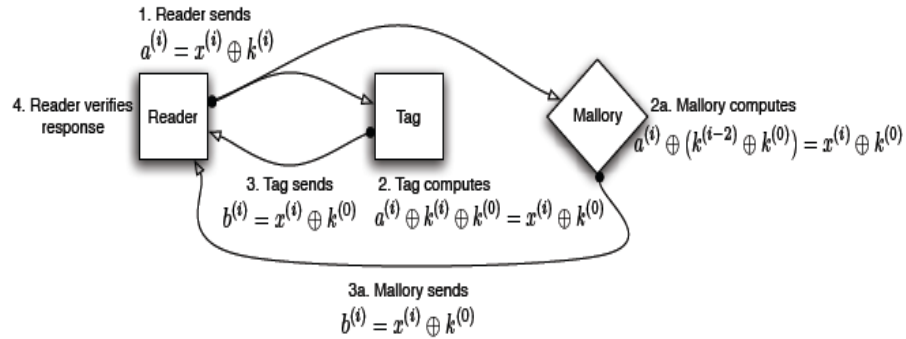 1. Reader sends
a^{(i)} = x^{(i)} ⊕ k^{(i)}
4. Reader verifies
response
Reader
Tag
Mallory
2a. Mallory computes
a^{(i)} ⊕ (k^{(i-2)} ⊕ k^{(0)}) = x^{(i)} ⊕ k^{(0)}
3. Tag sends
b^{(i)} = x^{(i)} ⊕ k^{(0)}
2. Tag computes
a^{(i)} ⊕ k^{(i)} ⊕ k^{(0)} = x^{(i)} ⊕ k^{(0)}
3a. Mallory sends
b^{(i)} = x^{(i)} ⊕ k^{(0)}